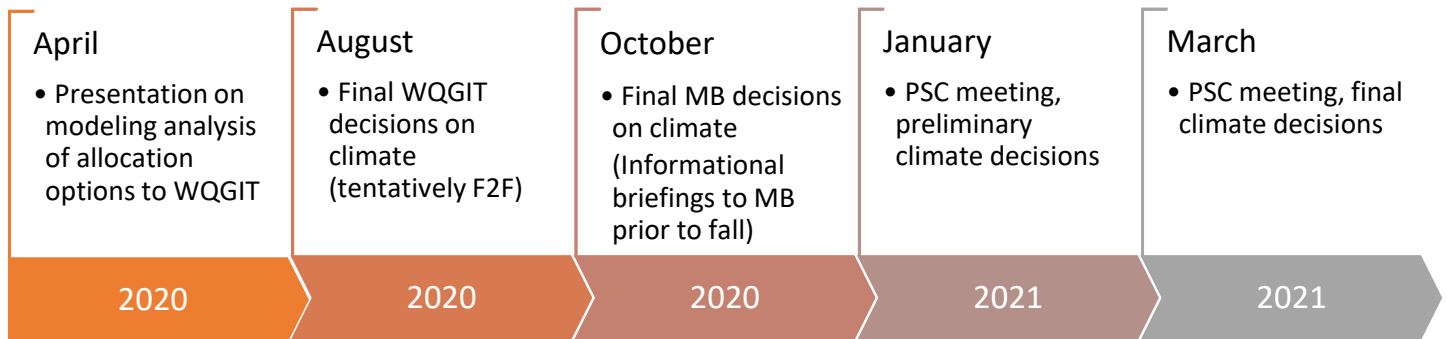 April
• Presentation on
modeling analysis
of allocation
options to WQGIT
2020
August
• Final WQGIT
decisions on
climate
(tentatively F2F)
2020
October
• Final MB decisions
on climate
(Informational
briefings to MB
prior to fall)
2020
January
• PSC meeting,
preliminary
climate decisions
2021
March
• PSC meeting, final
climate decisions
2021